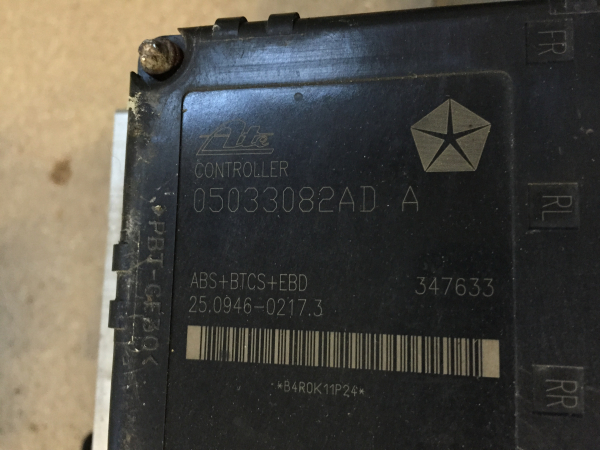 FR
Ate
CONTROLLER
05033082AD A
RL
ABS+BTCS+EBD 347633
25.0946-0217.3
*B4R0K11P24*
RR
>PBT-GF30<